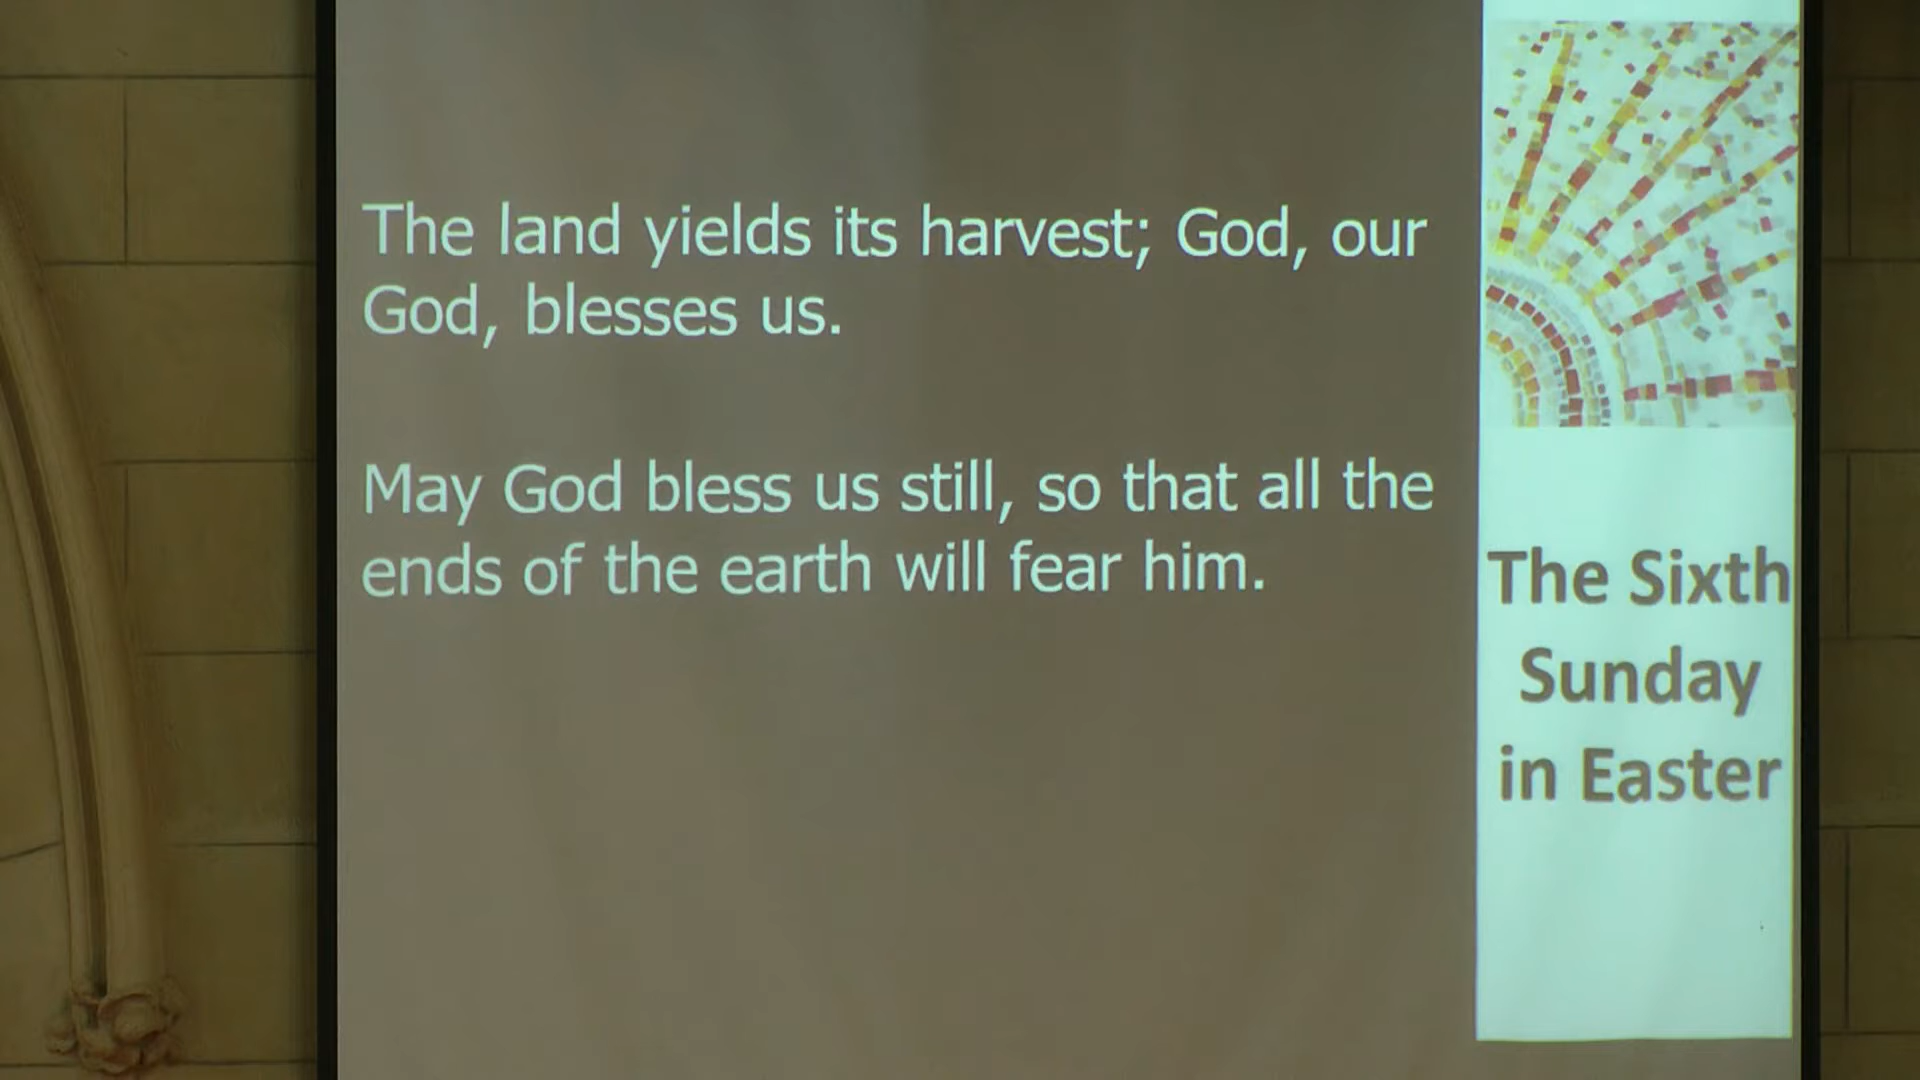 The land yields its harvest; God, our
God, blesses us.
May God bless us still, so that all the
ends of the earth will fear him.
The Sixth
Sunday
in Easter